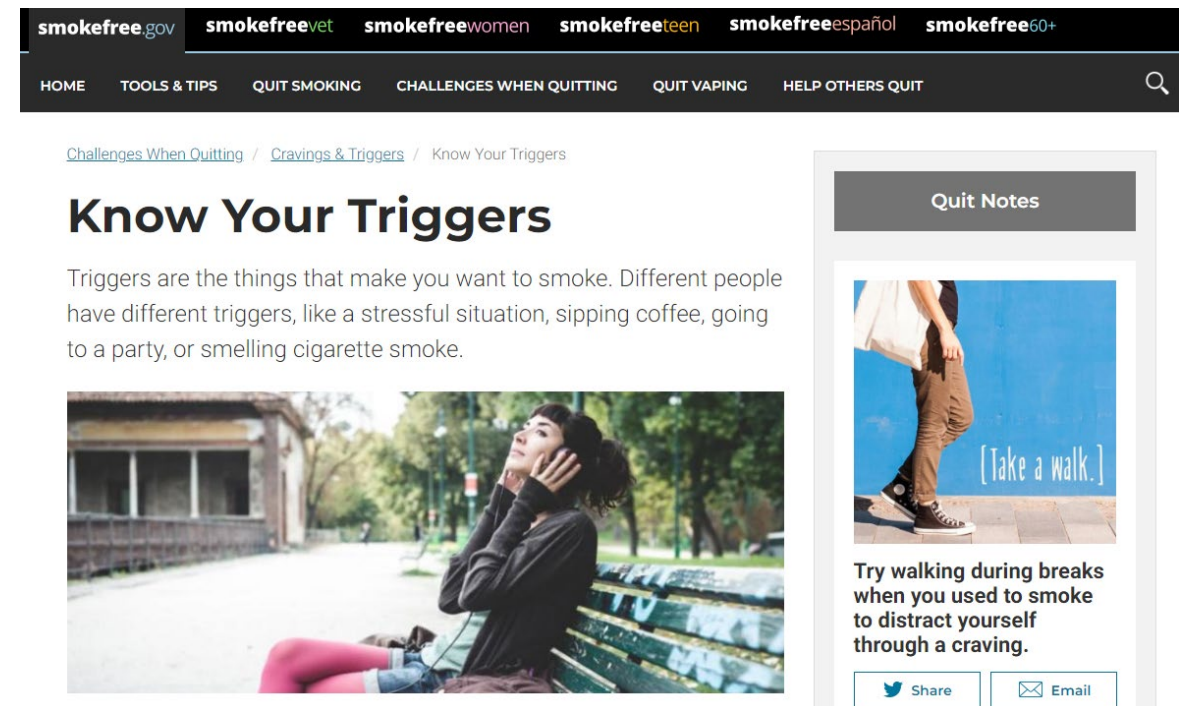 smokefree.gov smokefreevet smokefreewomen smokefreeteen smokefreeespañol smokefree60+
HOME TOOLS & TIPS QUIT SMOKING CHALLENGES WHEN QUITTING QUIT VAPING HELP OTHERS QUIT
Challenges When Quitting / Cravings & Triggers / Know Your Triggers
Know Your Triggers
Triggers are the things that make you want to smoke. Different people
have different triggers, like a stressful situation, sipping coffee, going
to a party, or smelling cigarette smoke.
Quit Notes
[Take a walk.]
Try walking during breaks
when you used to smoke
to distract yourself
through a craving.
Share Email